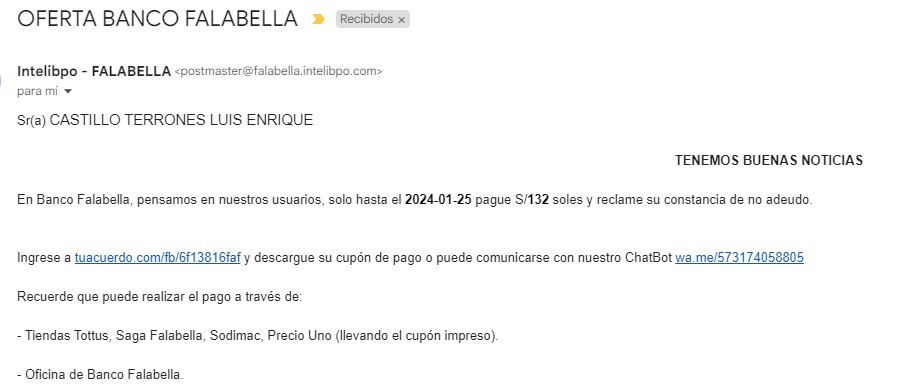 OFERTA BANCO FALABELLA Recibidos ×
Intelibpo - FALABELLA <postmaster@falabella.intelibpo.com>
para mí
Sr(a) CASTILLO TERRONES LUIS ENRIQUE
TENEMOS BUENAS NOTICIAS
En Banco Falabella, pensamos en nuestros usuarios, solo hasta el 2024-01-25 pague S/132 soles y reclame su constancia de no adeudo.
Ingrese a tuacuerdo.com/fb/6f13816faf y descargue su cupón de pago o puede comunicarse con nuestro ChatBot wa.me/573174058805
Recuerde que puede realizar el pago a través de:
- Tiendas Tottus, Saga Falabella, Sodimac, Precio Uno (llevando el cupón impreso).
- Oficina de Banco Falabella.